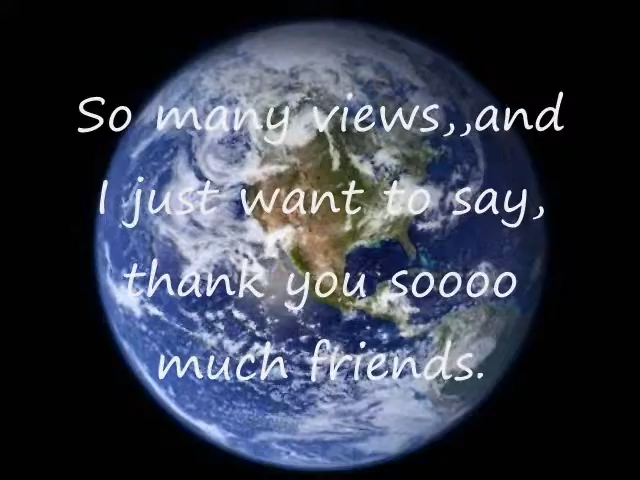 So many views,,and
I just want to say,
thank you soooo
much friends.